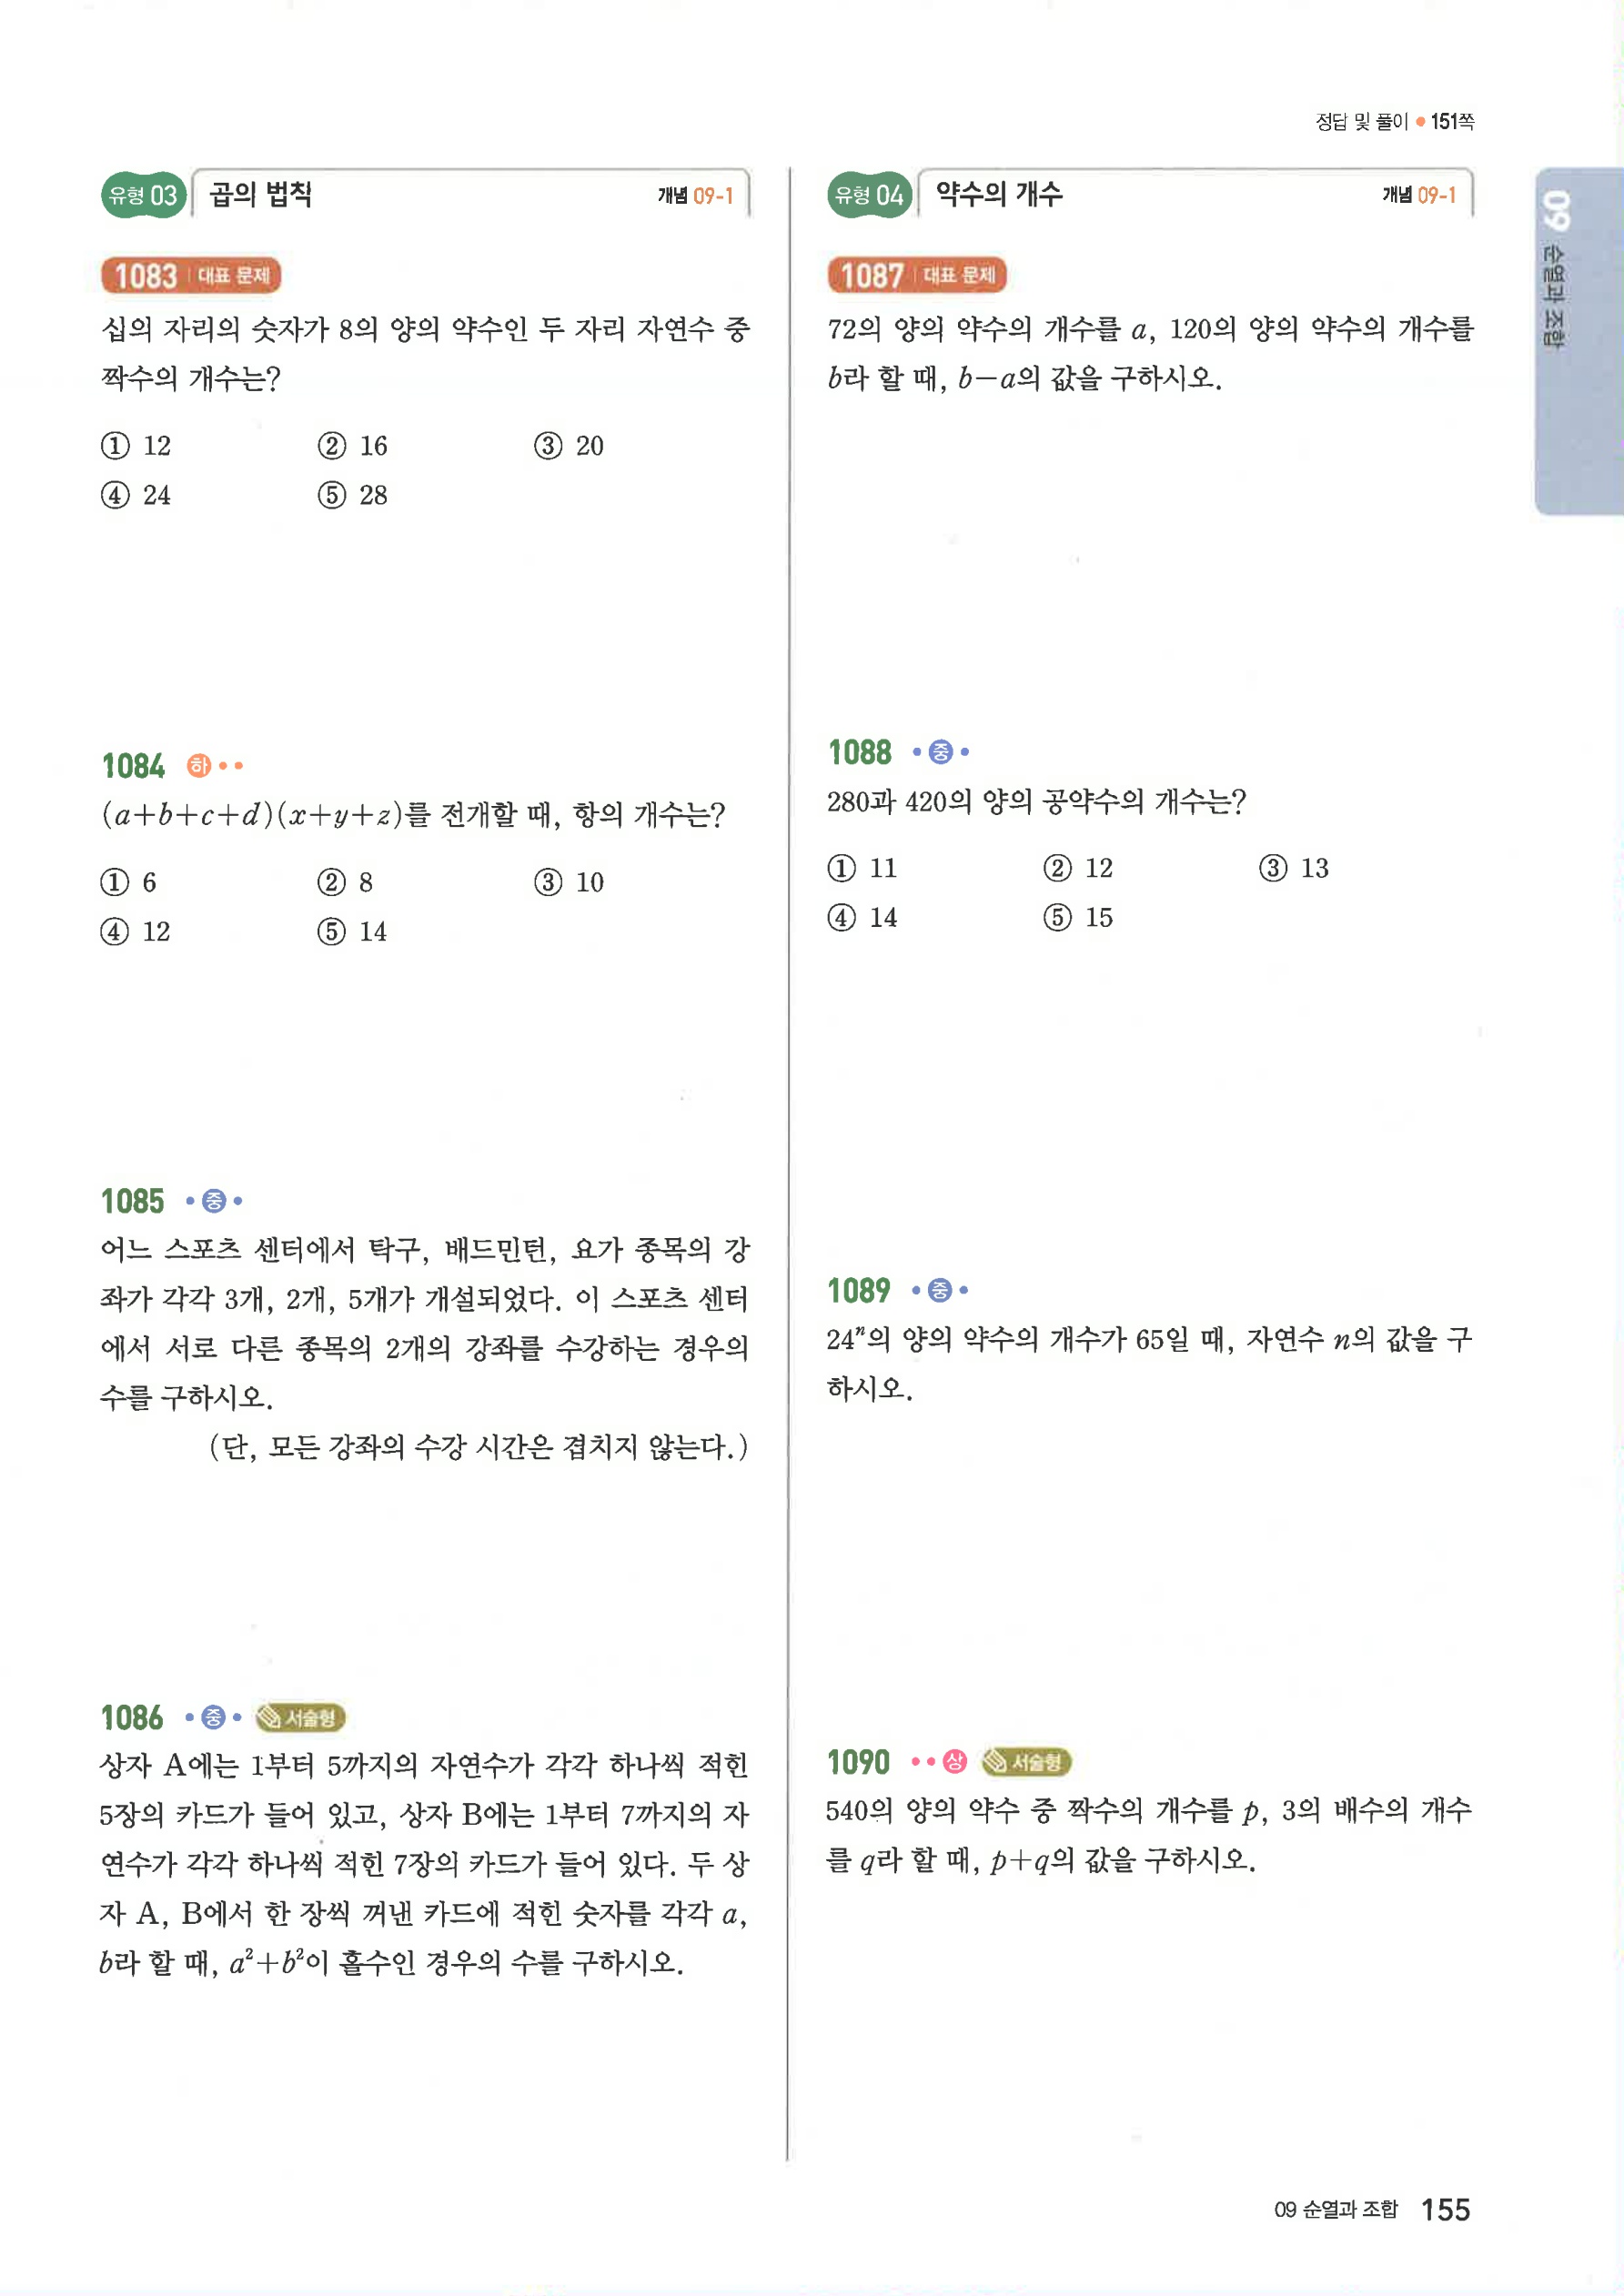 정답 및 풀이 • 151쪽
유형 03 곱의 법칙 개념 09-1
1083 대표 문제
십의 자리의 숫자가 8의 양의 약수인 두 자리 자연수 중
짝수의 개수는?
① 12 ② 16 ③ 20
④ 24 ⑤ 28
1084 하
(a+b+c+d)(x+y+z)를 전개할 때, 항의 개수는?
① 6 ② 8 ③ 10
④ 12 ⑤ 14
1085 중
어느 스포츠 센터에서 탁구, 배드민턴, 요가 종목의 강
좌가 각각 3개, 2개, 5개가 개설되었다. 이 스포츠 센터
에서 서로 다른 종목의 2개의 강좌를 수강하는 경우의
수를 구하시오.
(단, 모든 강좌의 수강 시간은 겹치지 않는다.)
1086 중 서술형
상자 A에는 1부터 5까지의 자연수가 각각 하나씩 적힌
5장의 카드가 들어 있고, 상자 B에는 1부터 7까지의 자
연수가 각각 하나씩 적힌 7장의 카드가 들어 있다. 두 상
자 A, B에서 한 장씩 꺼낸 카드에 적힌 숫자를 각각 a,
b라 할 때, a²+b²이 홀수인 경우의 수를 구하시오.
유형 04 약수의 개수 개념 09-1
1087 대표 문제
72의 양의 약수의 개수를 a, 120의 양의 약수의 개수를
b라 할 때, b-a의 값을 구하시오.
1088 중
280과 420의 양의 공약수의 개수는?
① 11 ② 12 ③ 13
④ 14 ⑤ 15
1089 중
24ⁿ의 양의 약수의 개수가 65일 때, 자연수 n의 값을 구
하시오.
1090 상 서술형
540의 양의 약수 중 짝수의 개수를 p, 3의 배수의 개수
를 q라 할 때, p+q의 값을 구하시오.
09 순열과 조합
09 순열과 조합 155